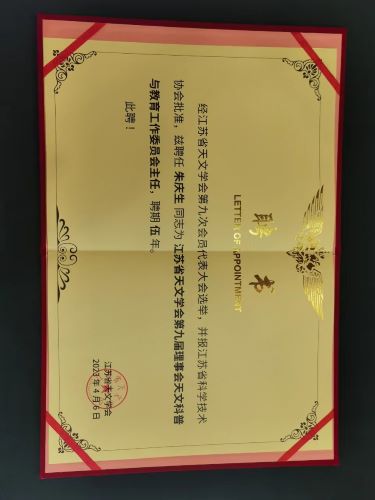 聘书
LETTER OF APPOINTMENT
经江苏省天文学会第九次会员代表大会选举，并报江苏省科学技术
协会批准，兹聘任 朱庆生 同志为 江苏省天文学会第九届理事会天文科普
与教育工作委员会主任，聘期 伍 年。
此聘！
江苏省天文学会
2023 年 4 月 6 日